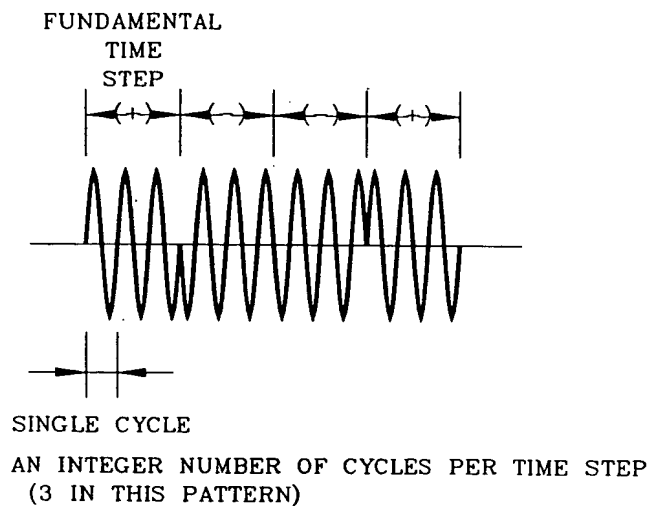 FUNDAMENTAL
TIME
STEP
(+) (−) (−) (+)
SINGLE CYCLE
AN INTEGER NUMBER OF CYCLES PER TIME STEP
(3 IN THIS PATTERN)